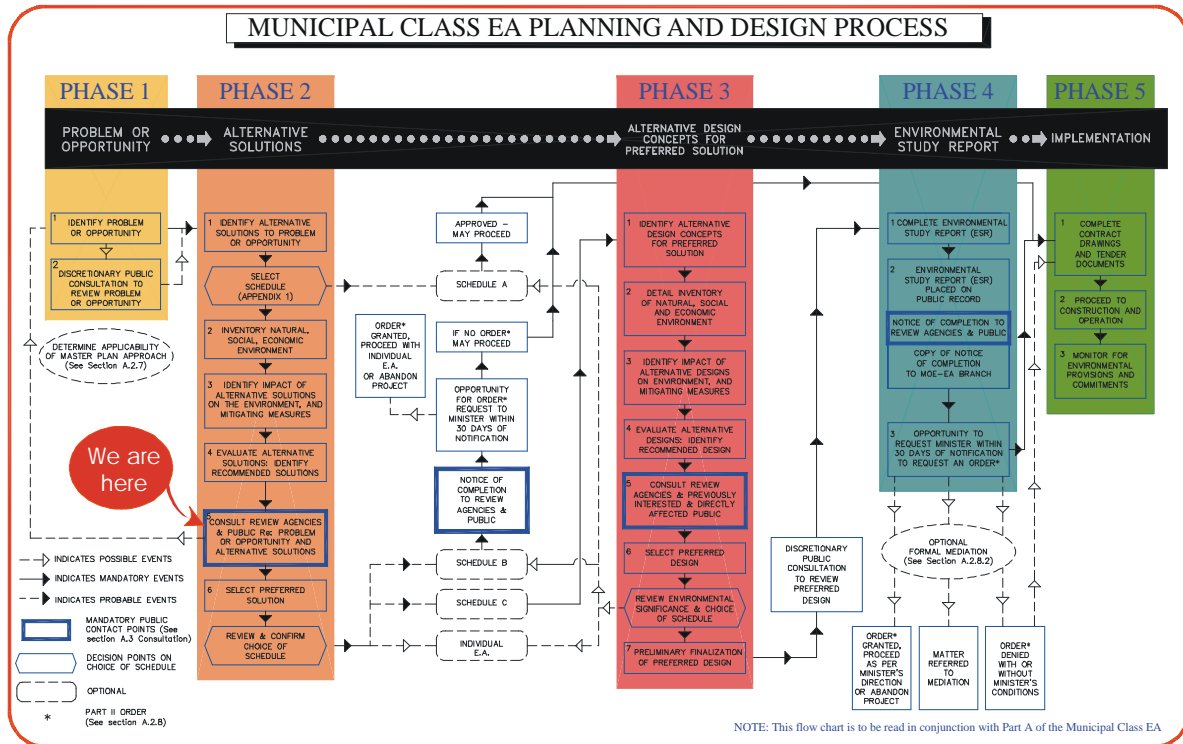 MUNICIPAL CLASS EA PLANNING AND DESIGN PROCESS
PHASE 1
PHASE 2
PHASE 3
PHASE 4
PHASE 5
PROBLEM OR
OPPORTUNITY
ALTERNATIVE
SOLUTIONS
ALTERNATIVE DESIGN
CONCEPTS FOR
PREFERRED SOLUTION
ENVIRONMENTAL
STUDY REPORT
IMPLEMENTATION
1
IDENTIFY PROBLEM
OR OPPORTUNITY
2
DISCRETIONARY PUBLIC
CONSULTATION TO
REVIEW PROBLEM
OR OPPORTUNITY
DETERMINE APPLICABILITY
OF MASTER PLAN APPROACH
(See Section A.2.7)
We are
here
1
IDENTIFY ALTERNATIVE
SOLUTIONS TO PROBLEM
OR OPPORTUNITY
SELECT
SCHEDULE
(APPENDIX 1)
2
INVENTORY NATURAL,
SOCIAL, ECONOMIC
ENVIRONMENT
3
IDENTIFY IMPACT OF
ALTERNATIVE SOLUTIONS
ON THE ENVIRONMENT, AND
MITIGATING MEASURES
4 EVALUATE ALTERNATIVE
SOLUTIONS: IDENTIFY
RECOMMENDED SOLUTIONS
5
CONSULT REVIEW AGENCIES
& PUBLIC Re: PROBLEM
OR OPPORTUNITY AND
ALTERNATIVE SOLUTIONS
6
SELECT PREFERRED
SOLUTION
REVIEW & CONFIRM
CHOICE OF
SCHEDULE
APPROVED –
MAY PROCEED
SCHEDULE A
ORDER*
GRANTED,
PROCEED WITH
INDIVIDUAL
E.A.
OR ABANDON
PROJECT
IF NO ORDER*
MAY PROCEED
OPPORTUNITY
FOR ORDER*
REQUEST TO
MINISTER WITHIN
30 DAYS OF
NOTIFICATION
NOTICE OF
COMPLETION
TO REVIEW
AGENCIES &
PUBLIC
SCHEDULE B
SCHEDULE C
INDIVIDUAL
E.A.
1
IDENTIFY ALTERNATIVE
DESIGN CONCEPTS
FOR PREFERRED
SOLUTION
2
DETAIL INVENTORY
OF NATURAL, SOCIAL
AND ECONOMIC
ENVIRONMENT
3
IDENTIFY IMPACT OF
ALTERNATIVE DESIGNS
ON ENVIRONMENT, AND
MITIGATING MEASURES
4
EVALUATE ALTERNATIVE
DESIGNS: IDENTIFY
RECOMMENDED DESIGN
5
CONSULT REVIEW
AGENCIES & PREVIOUSLY
INTERESTED & DIRECTLY
AFFECTED PUBLIC
6
SELECT PREFERRED
DESIGN
REVIEW ENVIRONMENTAL
SIGNIFICANCE & CHOICE
OF SCHEDULE
7
PRELIMINARY FINALIZATION
OF PREFERRED DESIGN
DISCRETIONARY
PUBLIC
CONSULTATION
TO REVIEW
PREFERRED
DESIGN
1 COMPLETE ENVIRONMENTAL
STUDY REPORT (ESR)
2
ENVIRONMENTAL
STUDY REPORT (ESR)
PLACED ON
PUBLIC RECORD
NOTICE OF COMPLETION TO
REVIEW AGENCIES & PUBLIC
COPY OF NOTICE
OF COMPLETION
TO MOE-EA BRANCH
3
OPPORTUNITY TO
REQUEST MINISTER WITHIN
30 DAYS OF NOTIFICATION
TO REQUEST AN ORDER*
OPTIONAL
FORMAL MEDIATION
(See Section A.2.8.2)
ORDER*
GRANTED,
PROCEED
AS PER
MINISTER'S
DIRECTION
OR ABANDON
PROJECT
MATTER
REFERRED
TO
MEDIATION
ORDER*
DENIED
WITH OR
WITHOUT
MINISTER'S
CONDITIONS
1
COMPLETE
CONTRACT
DRAWINGS
AND TENDER
DOCUMENTS
2
PROCEED TO
CONSTRUCTION AND
OPERATION
3
MONITOR FOR
ENVIRONMENTAL
PROVISIONS AND
COMMITMENTS
INDICATES POSSIBLE EVENTS
INDICATES MANDATORY EVENTS
INDICATES PROBABLE EVENTS
MANDATORY PUBLIC
CONTACT POINTS (See
section A.3 Consultation)
DECISION POINTS ON
CHOICE OF SCHEDULE
OPTIONAL
* PART II ORDER
(See section A.2.8)
NOTE: This flow chart is to be read in conjunction with Part A of the Municipal Class EA